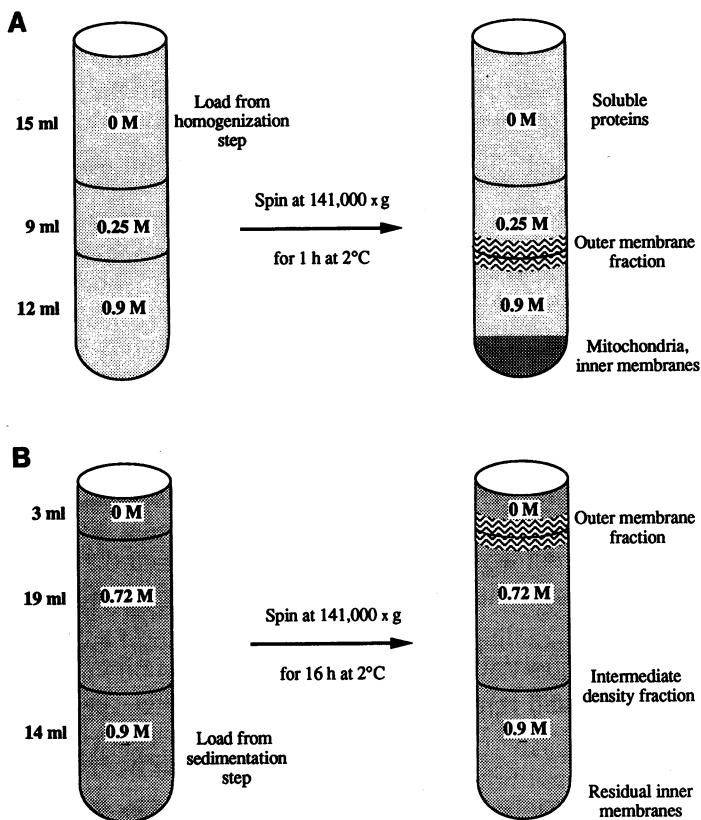 A
15 ml
0 M
Load from
homogenization
step
9 ml
0.25 M
12 ml
0.9 M
Spin at 141,000 x g
for 1 h at 2°C
0 M
Soluble
proteins
0.25 M
Outer membrane
fraction
0.9 M
Mitochondria,
inner membranes
B
3 ml
0 M
19 ml
0.72 M
14 ml
0.9 M
Load from
sedimentation
step
Spin at 141,000 x g
for 16 h at 2°C
0 M
Outer membrane
fraction
0.72 M
Intermediate
density fraction
0.9 M
Residual inner
membranes